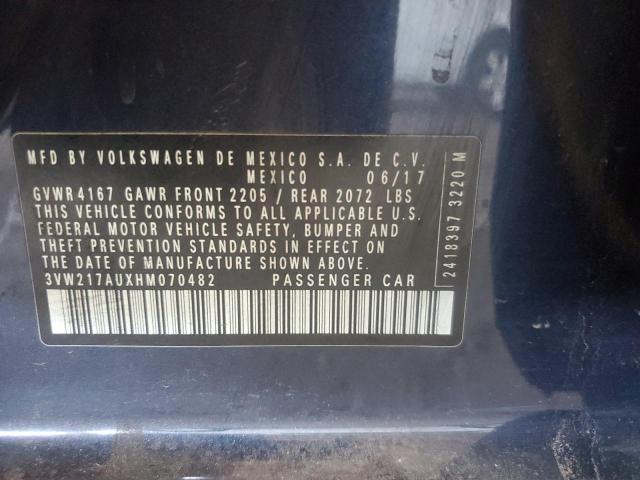 MFD BY VOLKSWAGEN DE MEXICO S.A. DE C.V.
MEXICO 06/17
GVWR 4167 GAWR FRONT 2205 / REAR 2072 LBS
THIS VEHICLE CONFORMS TO ALL APPLICABLE U.S.
FEDERAL MOTOR VEHICLE SAFETY, BUMPER AND
THEFT PREVENTION STANDARDS IN EFFECT ON
THE DATE OF MANUFACTURE SHOWN ABOVE.
3VW217AUXHM070482 PASSENGER CAR
2418397 3220 M